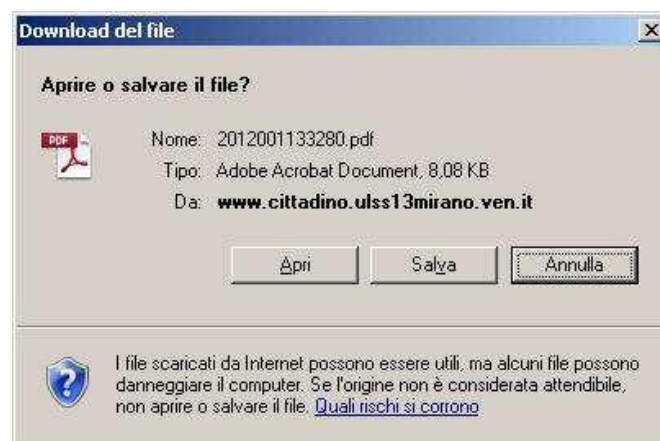 Download del file
Aprire o salvare il file?
PDF
Nome: 2012001133280.pdf
Tipo: Adobe Acrobat Document, 8,08 KB
Da: www.cittadino.ulss13mirano.ven.it
Apri Salva Annulla
I file scaricati da Internet possono essere utili, ma alcuni file possono
danneggiare il computer. Se l'origine non è considerata attendibile,
non aprire o salvare il file. Quali rischi si corrono